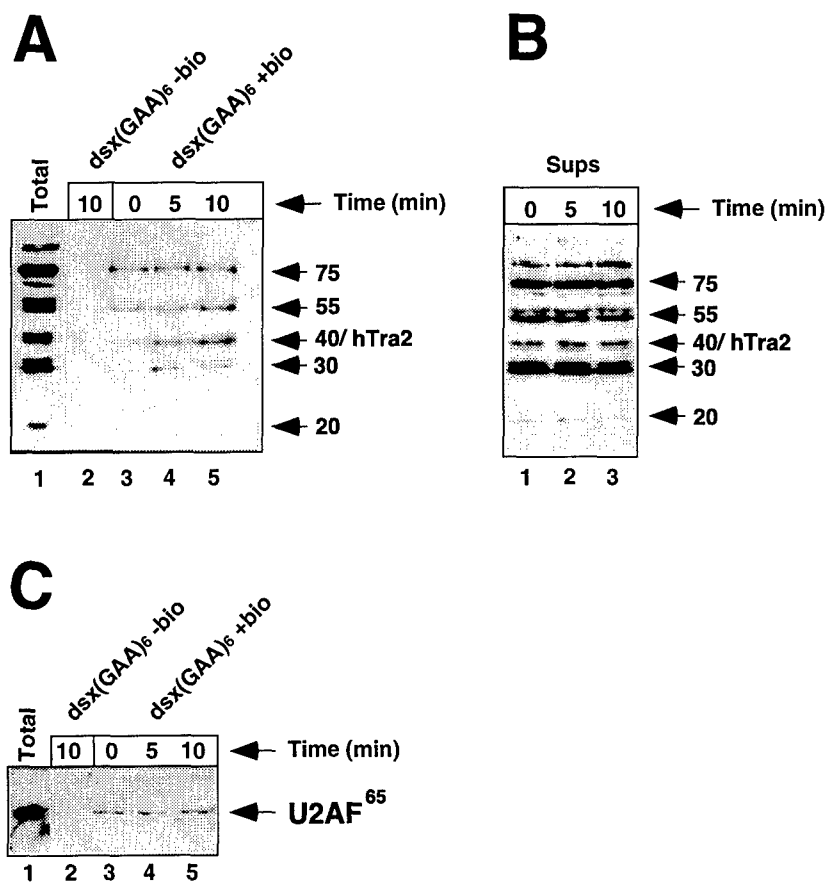 A
dsx(GAA)6 -bio
dsx(GAA)6 +bio
Total
10 0 5 10
Time (min)
75
55
40/ hTra2
30
20
1 2 3 4 5
B
Sups
0 5 10
Time (min)
75
55
40/ hTra2
30
20
1 2 3
C
dsx(GAA)6 -bio
dsx(GAA)6 +bio
Total
10 0 5 10
Time (min)
U2AF65
1 2 3 4 5